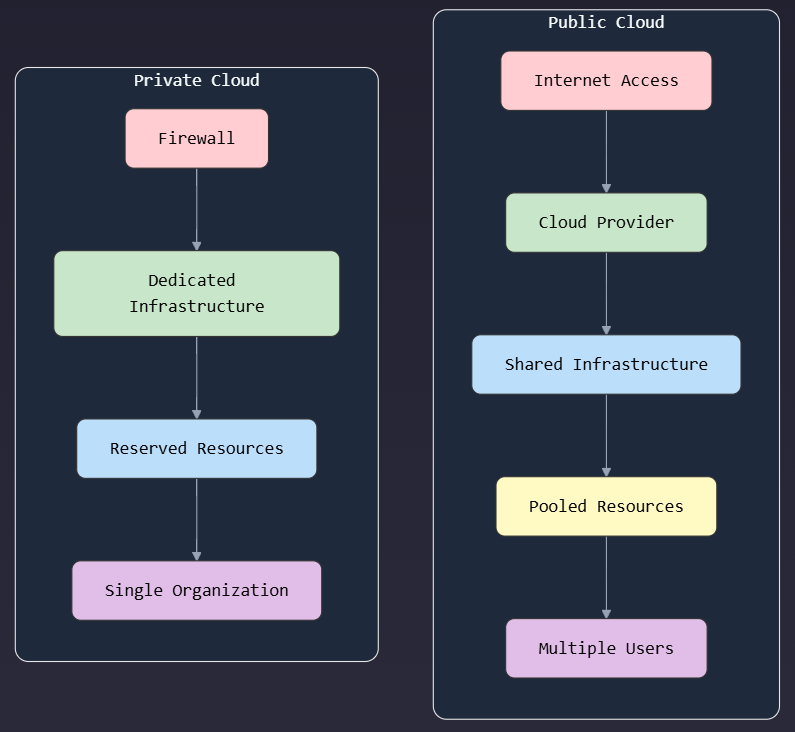 Private Cloud
Firewall
Dedicated
Infrastructure
Reserved Resources
Single Organization
Public Cloud
Internet Access
Cloud Provider
Shared Infrastructure
Pooled Resources
Multiple Users